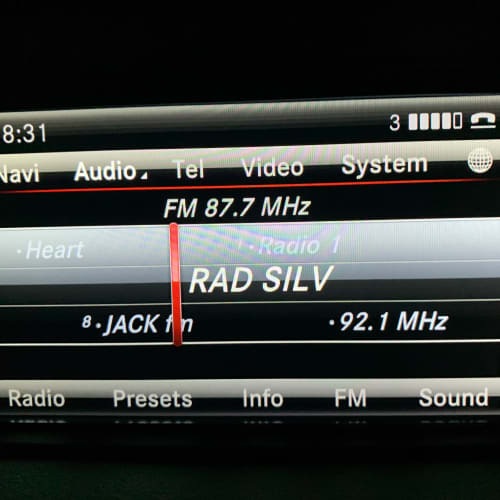 8:31 3
Navi Audio Tel Video System
FM 87.7 MHz
·Heart ·Radio 1
RAD SILV
8·JACK fm ·92.1 MHz
Radio Presets Info FM Sound